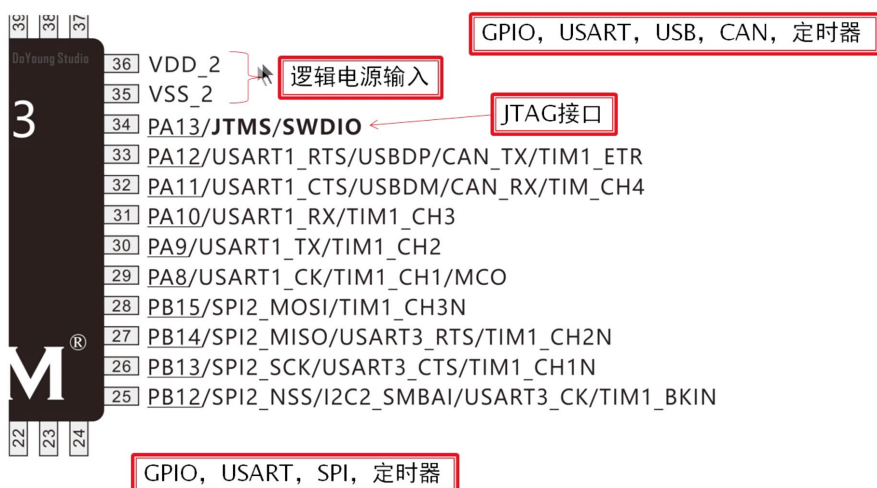 GPIO，USART，USB，CAN，定时器
39
38
37
DoYoung Studio
36 VDD_2
35 VSS_2
逻辑电源输入
3
34 PA13/JTMS/SWDIO
JTAG接口
33 PA12/USART1_RTS/USBDP/CAN_TX/TIM1_ETR
32 PA11/USART1_CTS/USBDM/CAN_RX/TIM_CH4
31 PA10/USART1_RX/TIM1_CH3
30 PA9/USART1_TX/TIM1_CH2
29 PA8/USART1_CK/TIM1_CH1/MCO
28 PB15/SPI2_MOSI/TIM1_CH3N
27 PB14/SPI2_MISO/USART3_RTS/TIM1_CH2N
26 PB13/SPI2_SCK/USART3_CTS/TIM1_CH1N
M®
25 PB12/SPI2_NSS/I2C2_SMBAI/USART3_CK/TIM1_BKIN
22
23
24
GPIO，USART，SPI，定时器